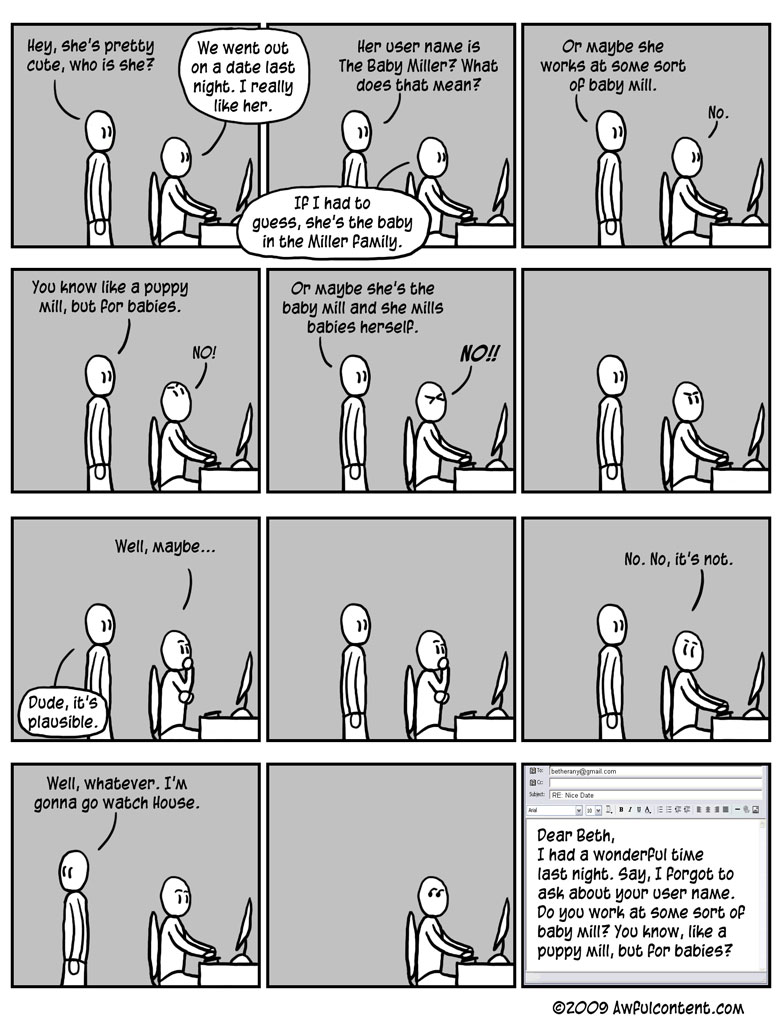 Hey, she's pretty
cute, who is she?
We went out
on a date last
night. I really
like her.
Her user name is
The Baby Miller? What
does that mean?
If I had to
guess, she's the baby
in the Miller family.
Or maybe she
works at some sort
of baby mill.
No.
You know like a puppy
mill, but for babies.
NO!
Or maybe she's the
baby mill and she mills
babies herself.
NO!!
Dude, it's
plausible.
Well, maybe...
No. No, it's not.
Well, whatever. I'm
gonna go watch House.
To: betherany@gmail.com
Cc:
Subject: RE: Nice Date
Arial 10 B I U A
Dear Beth,
I had a wonderful time
last night. Say, I forgot to
ask about your user name.
Do you work at some sort of
baby mill? You know, like a
puppy mill, but for babies?
©2009 Awfulcontent.com